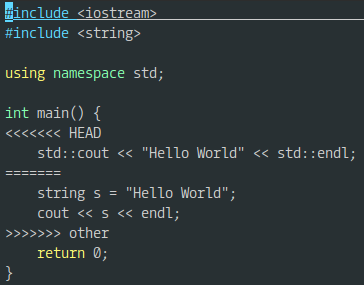 #include <iostream>
#include <string>

using namespace std;

int main() {
<<<<<<< HEAD
    std::cout << "Hello World" << std::endl;
=======
    string s = "Hello World";
    cout << s << endl;
>>>>>>> other
    return 0;
}